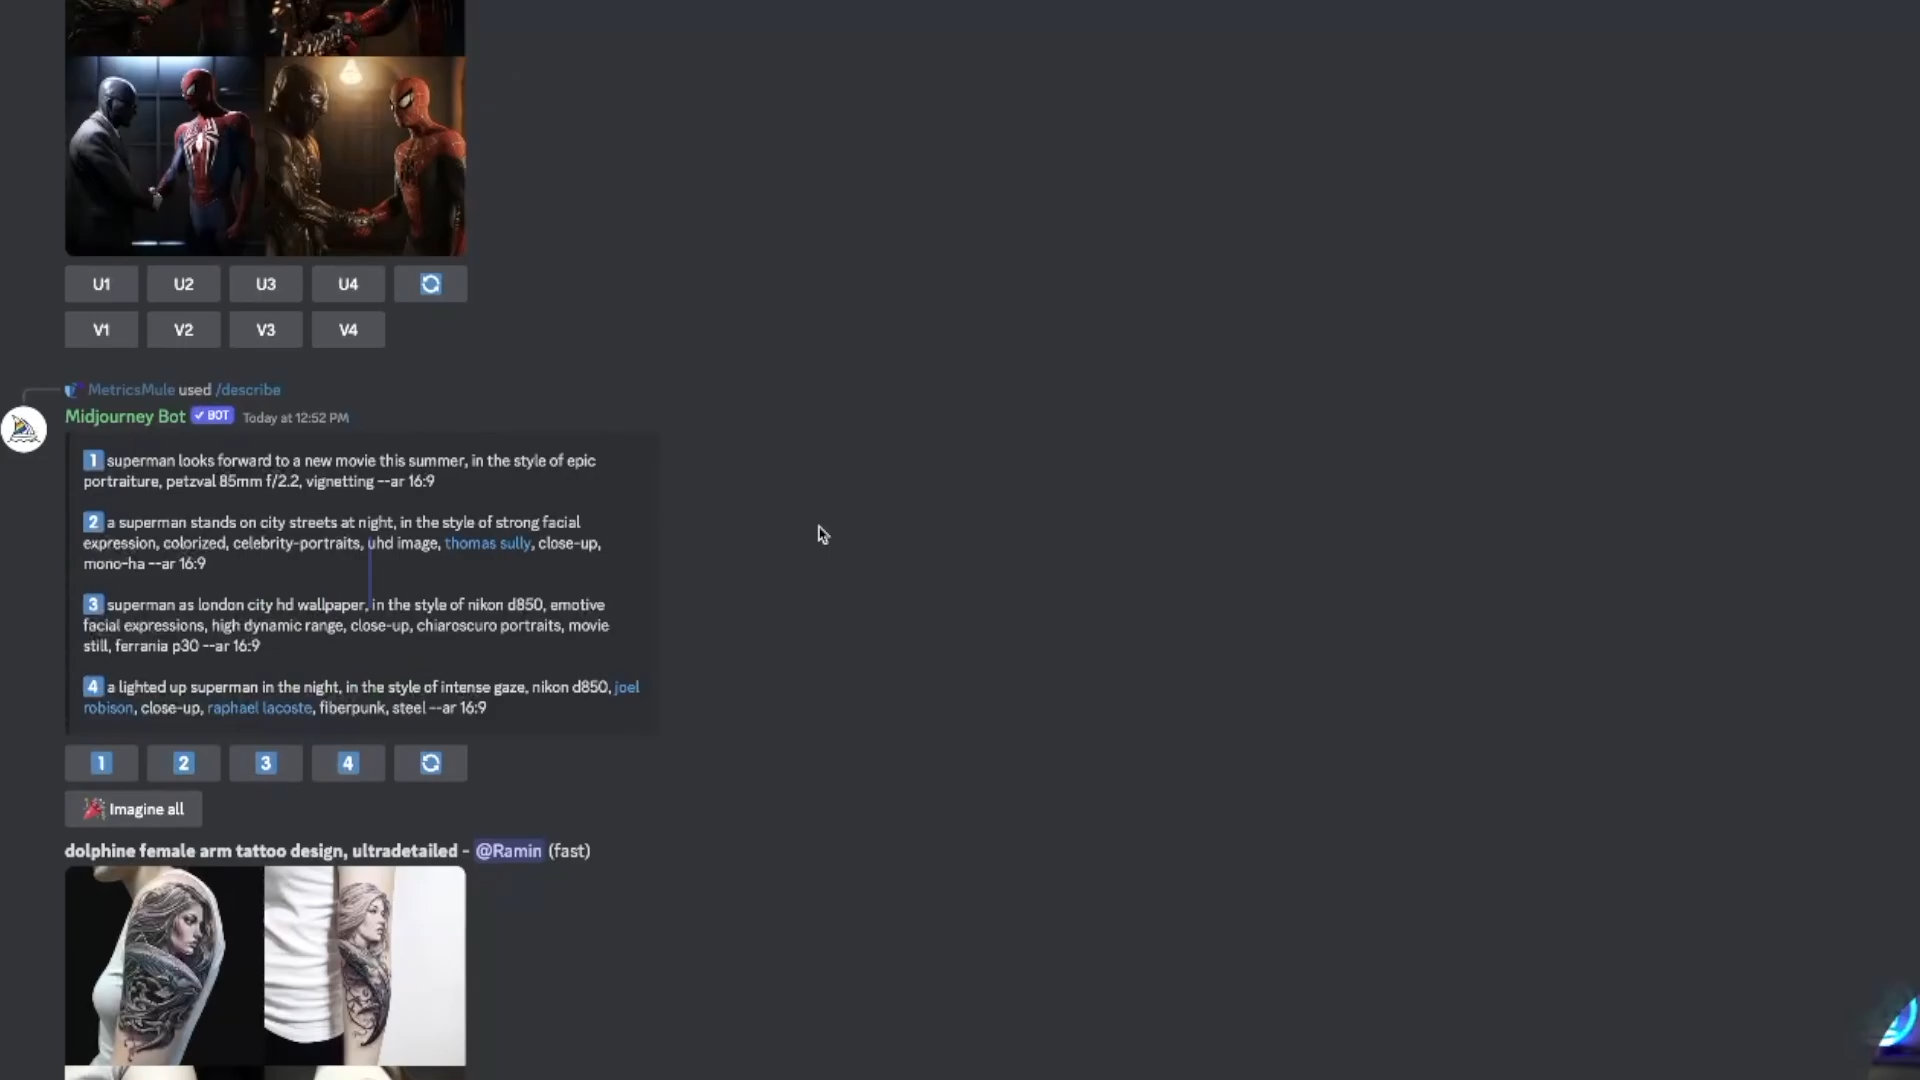 U1 U2 U3 U4
V1 V2 V3 V4
MetricsMule used /describe
Midjourney Bot ✓ BOT Today at 12:52 PM
1 superman looks forward to a new movie this summer, in the style of epic
portraiture, petzval 85mm f/2.2, vignetting --ar 16:9
2 a superman stands on city streets at night, in the style of strong facial
expression, colorized, celebrity-portraits, uhd image, thomas sully, close-up,
mono-ha --ar 16:9
3 superman as london city hd wallpaper, in the style of nikon d850, emotive
facial expressions, high dynamic range, close-up, chiaroscuro portraits, movie
still, ferrania p30 --ar 16:9
4 a lighted up superman in the night, in the style of intense gaze, nikon d850, joel
robison, close-up, raphael lacoste, fiberpunk, steel --ar 16:9
1 2 3 4
Imagine all
dolphine female arm tattoo design, ultradetailed - @Ramin (fast)